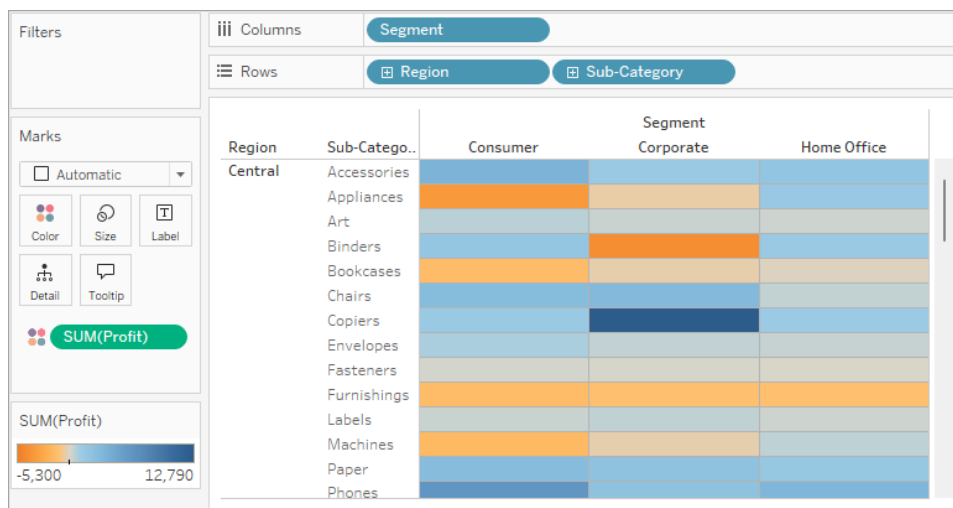 Filters
Columns
Segment
Rows
Region
Sub-Category
Marks
Automatic
Color
Size
Label
Detail
Tooltip
SUM(Profit)
SUM(Profit)
-5,300
12,790
Segment
Region
Sub-Catego..
Consumer
Corporate
Home Office
Central
Accessories
Appliances
Art
Binders
Bookcases
Chairs
Copiers
Envelopes
Fasteners
Furnishings
Labels
Machines
Paper
Phones